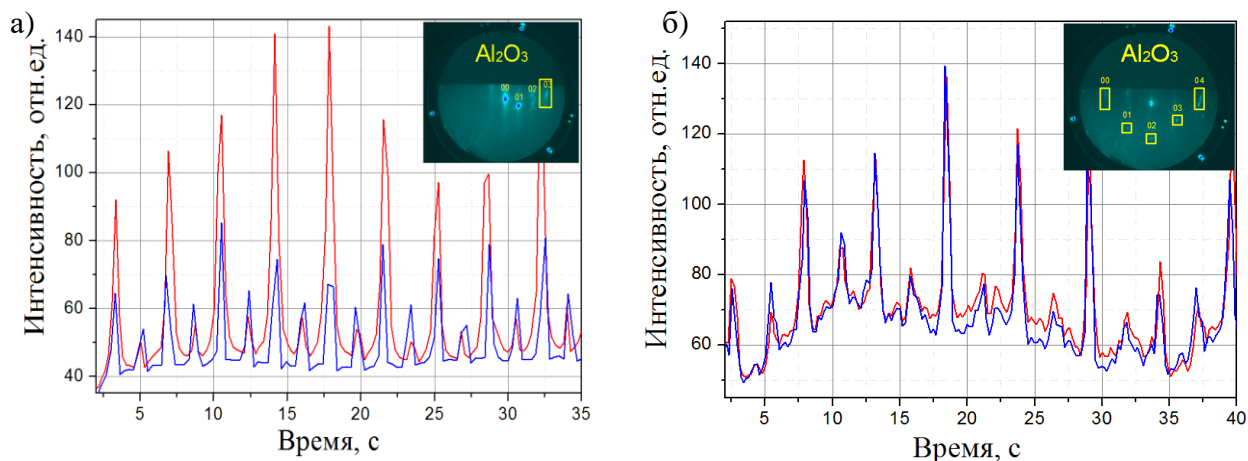 а)
Интенсивность, отн.ед.
140
120
100
80
60
40
5 10 15 20 25 30 35
Время, с
Al₂O₃
00 01 02 03
б)
Интенсивность, отн.ед.
140
120
100
80
60
5 10 15 20 25 30 35 40
Время, с
Al₂O₃
00 04
01 03
02